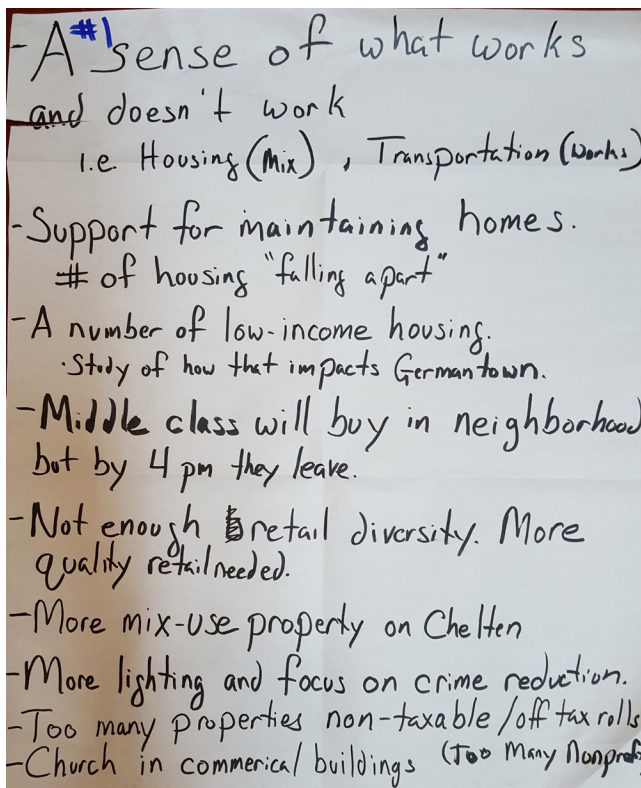 #1
- A sense of what works
and doesn't work
i.e. Housing (Mix), Transportation (works)
- Support for maintaining homes.
# of housing "falling apart"
- A number of low-income housing.
· Study of how that impacts Germantown.
- Middle class will buy in neighborhood
but by 4 pm they leave.
- Not enough retail diversity. More
quality retail needed.
- More mix-use property on Chelten
- More lighting and focus on crime reduction.
- Too many properties non-taxable/off tax rolls
- Church in commerical buildings (Too Many Nonprof